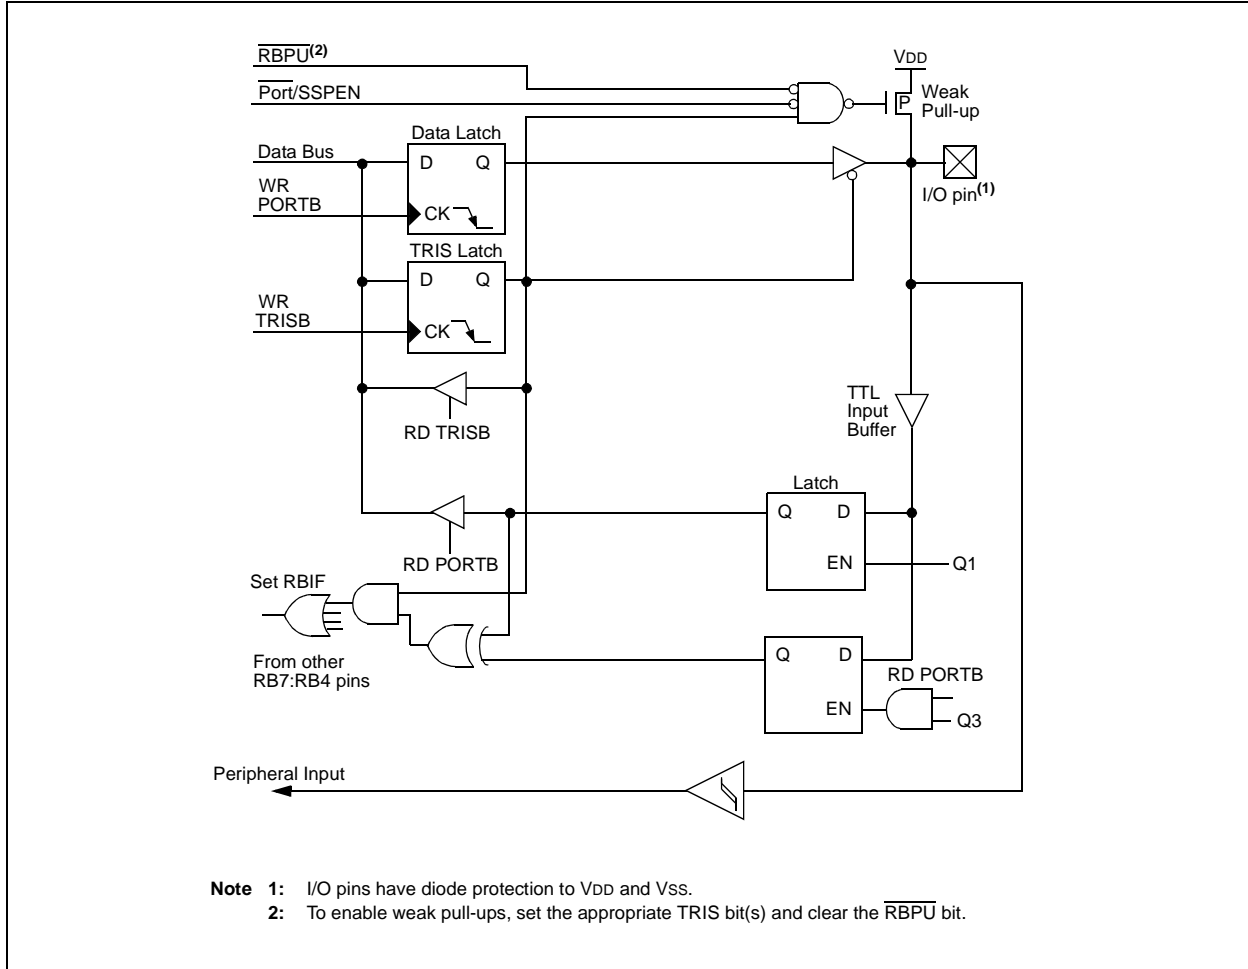 RBPU(2)
Port/SSPEN
VDD
P
Weak
Pull-up
Data Latch
Data Bus
D Q
WR
PORTB
CK
I/O pin(1)
TRIS Latch
D Q
WR
TRISB
CK
RD TRISB
TTL
Input
Buffer
Latch
Q D
EN
Q1
RD PORTB
Set RBIF
From other
RB7:RB4 pins
Q D
EN
RD PORTB
Q3
Peripheral Input
Note 1: I/O pins have diode protection to VDD and VSS.
2: To enable weak pull-ups, set the appropriate TRIS bit(s) and clear the RBPU bit.